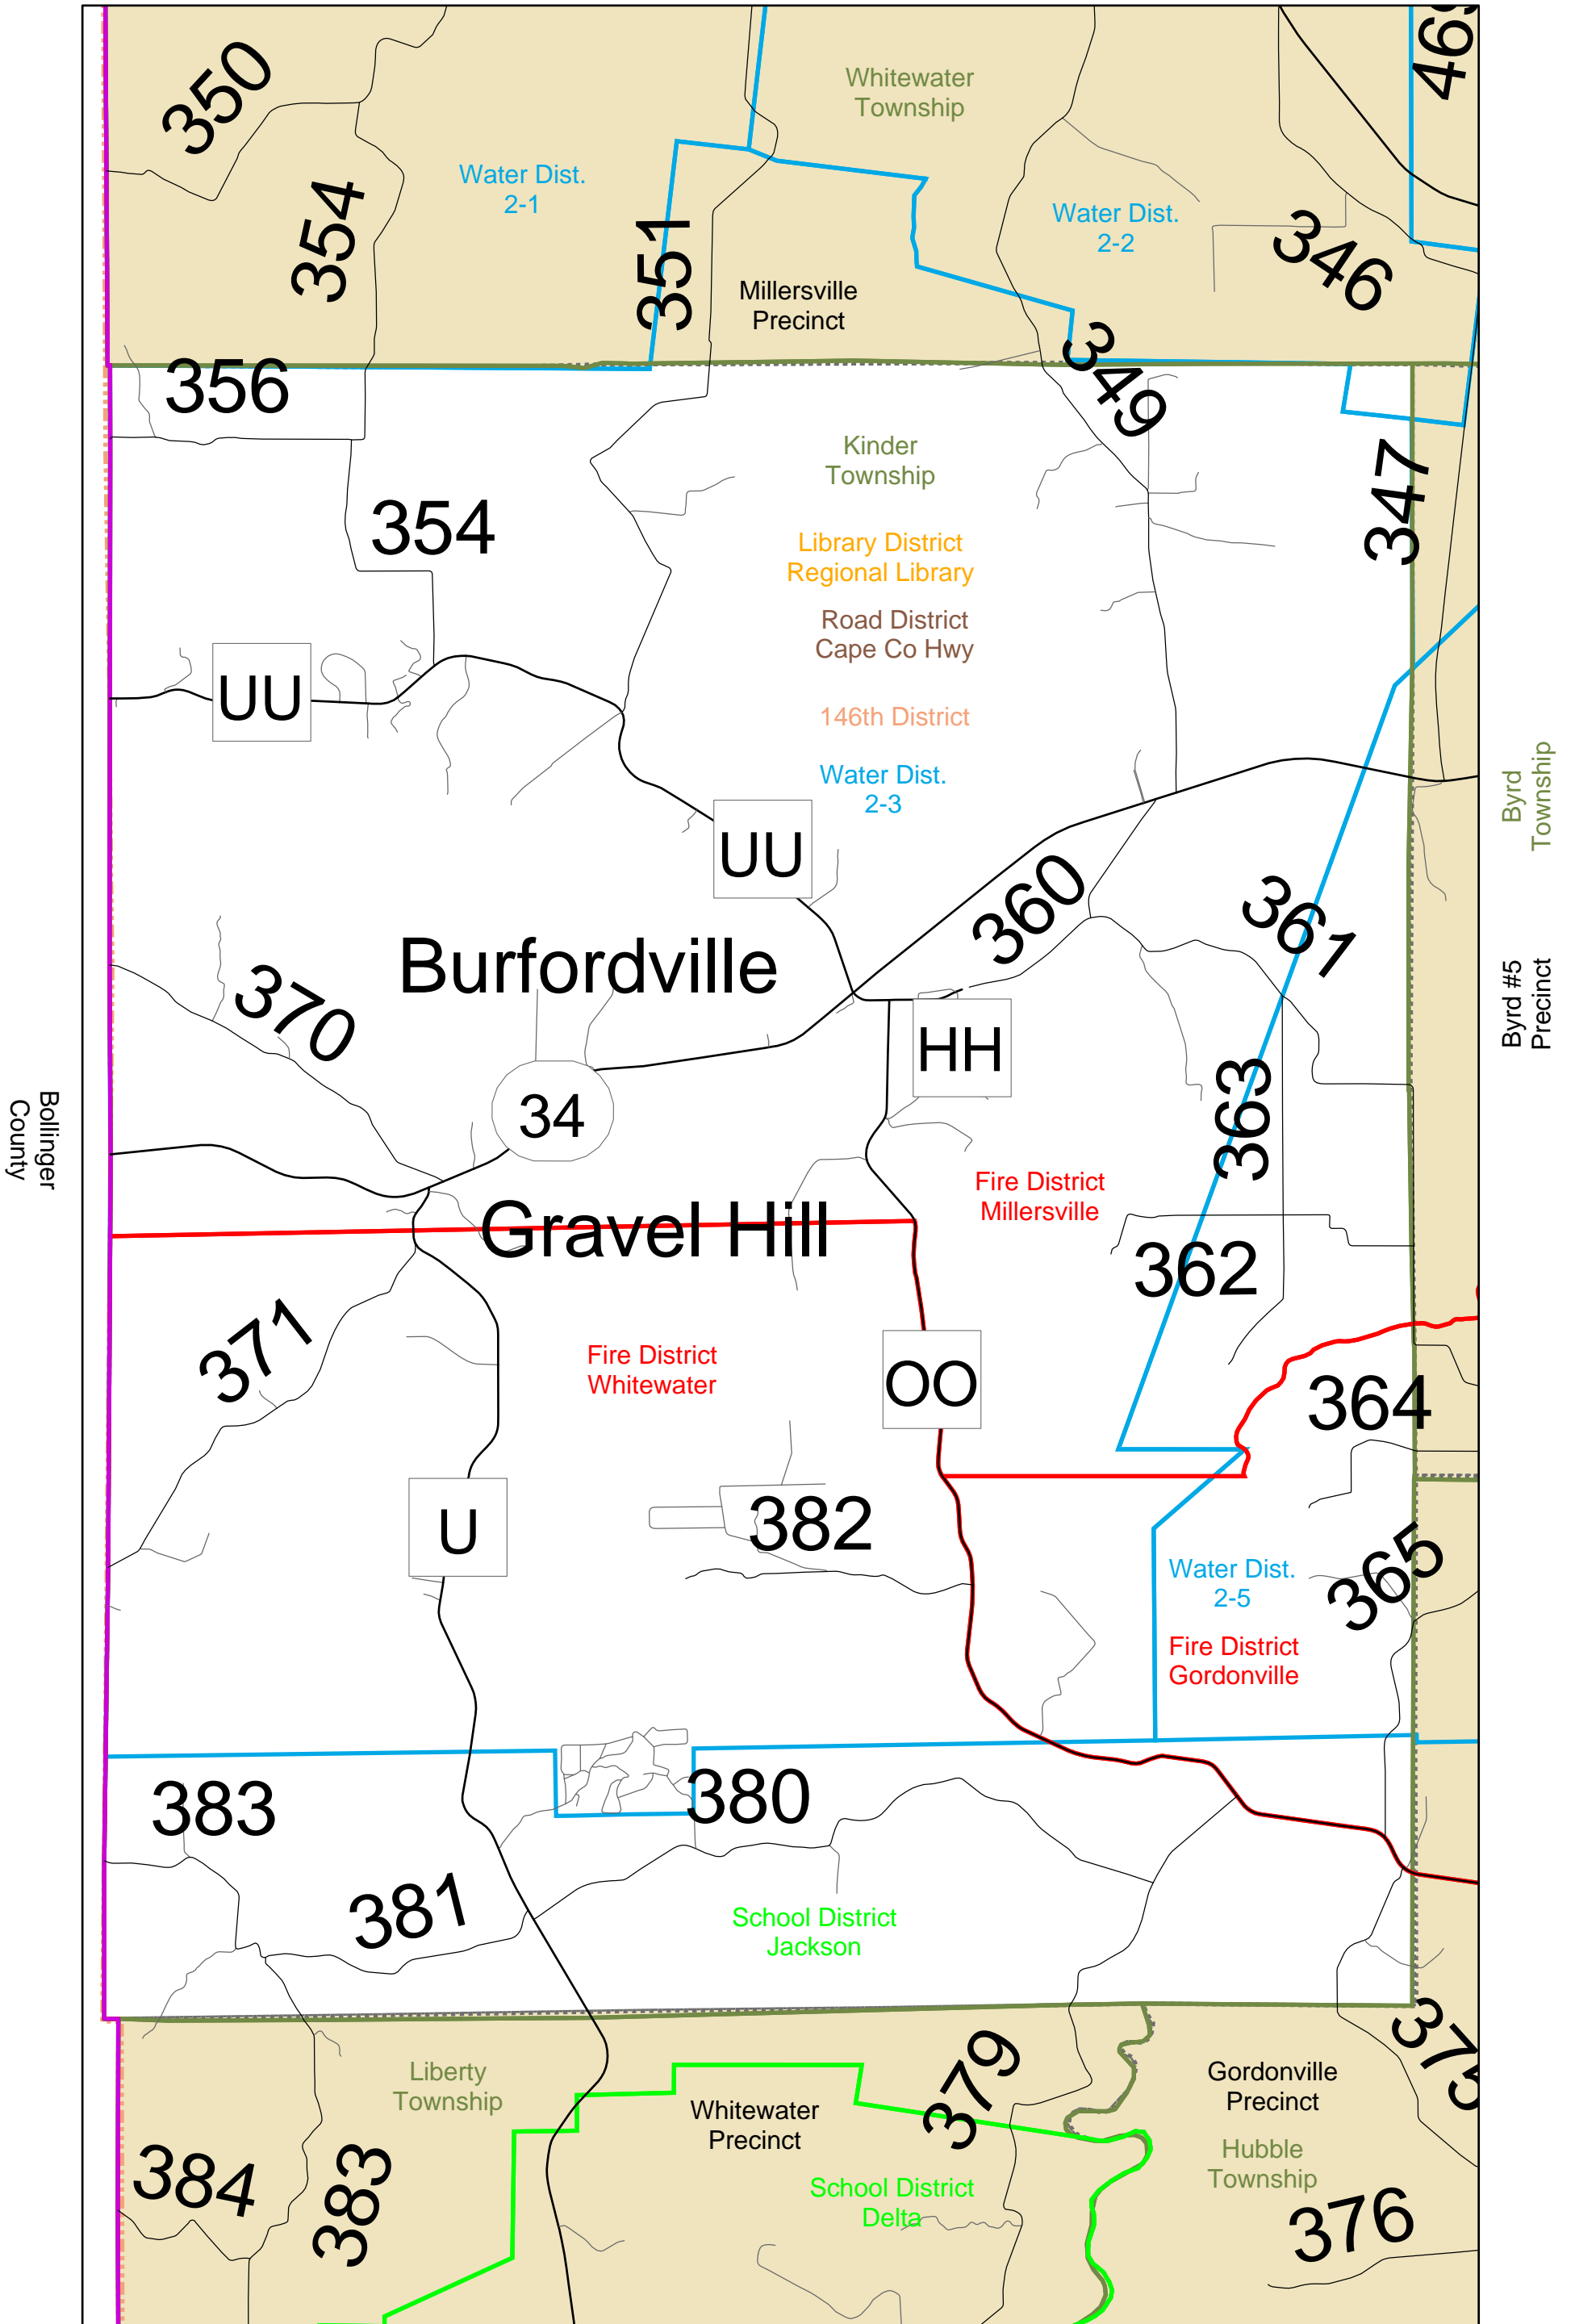 469
350
Whitewater
Township
Water Dist.
2-1
354
351
Water Dist.
2-2
346
Millersville
Precinct
356
349
Kinder
Township
347
354
Library District
Regional Library
Road District
Cape Co Hwy
UU
146th District
Water Dist.
2-3
Byrd
Township
UU
360
361
Burfordville
370
Byrd #5
Precinct
HH
34
363
Bollinger
County
Fire District
Millersville
Gravel Hill
362
371
Fire District
Whitewater
OO
364
U
382
365
Water Dist.
2-5
Fire District
Gordonville
383
380
381
School District
Jackson
375
379
Liberty
Township
Gordonville
Precinct
Whitewater
Precinct
Hubble
Township
384
383
School District
Delta
376